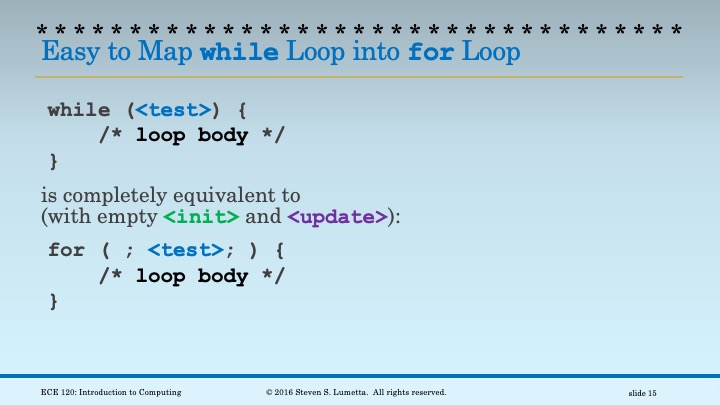 * * * * * * * * * * * * * * * * * * * * * * * * * * * * * * * * * * *
Easy to Map while Loop into for Loop
while (<test>) {
    /* loop body */
}
is completely equivalent to
(with empty <init> and <update>):
for ( ; <test>; ) {
    /* loop body */
}
ECE 120: Introduction to Computing
© 2016 Steven S. Lumetta.  All rights reserved.
slide 15